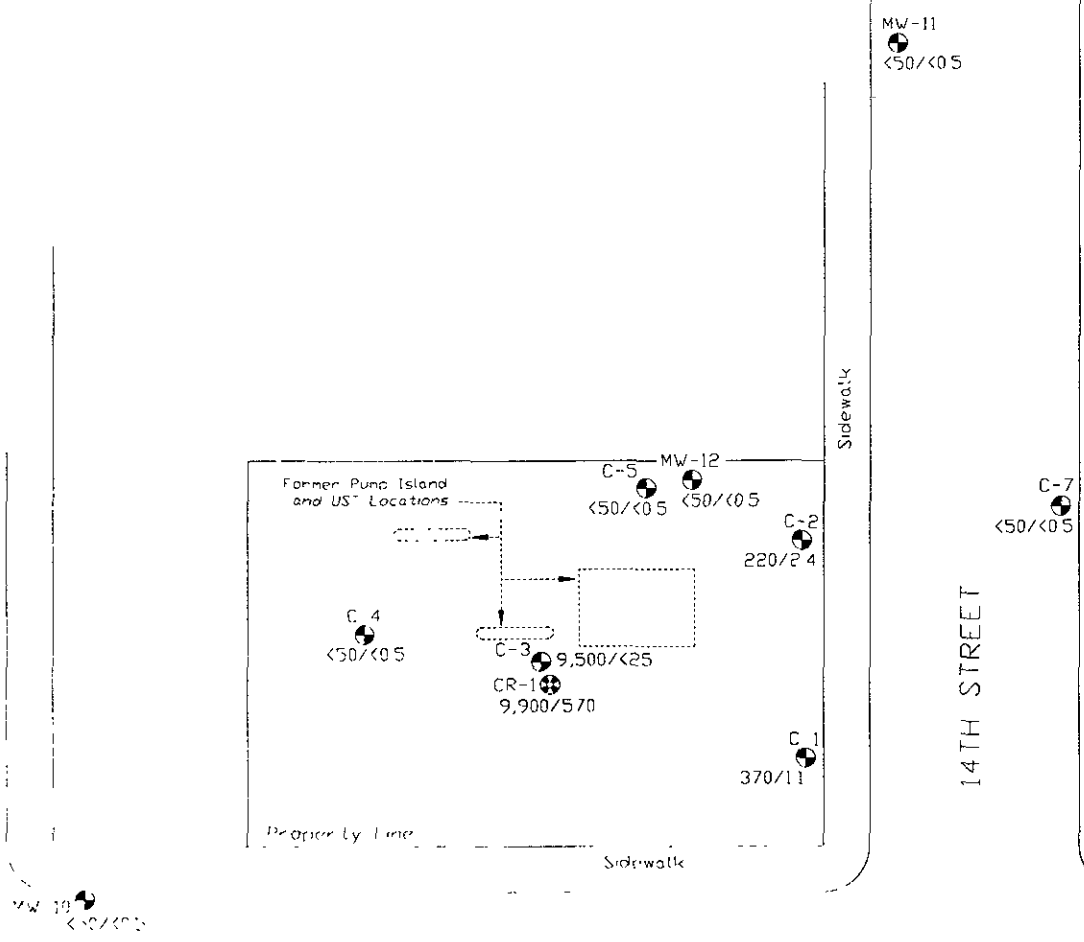 MW-11
<50/<0 5
Sidewalk
Former Pump Island
and UST Locations
C-5
<50/<0 5
MW-12
<50/<0 5
C-2
220/2 4
C-7
<50/<0 5
C 4
<50/<0 5
C-3
9,500/<25
CR-1
9,900/570
C 1
370/11
14TH STREET
Property Line
Sidewalk
MW 10